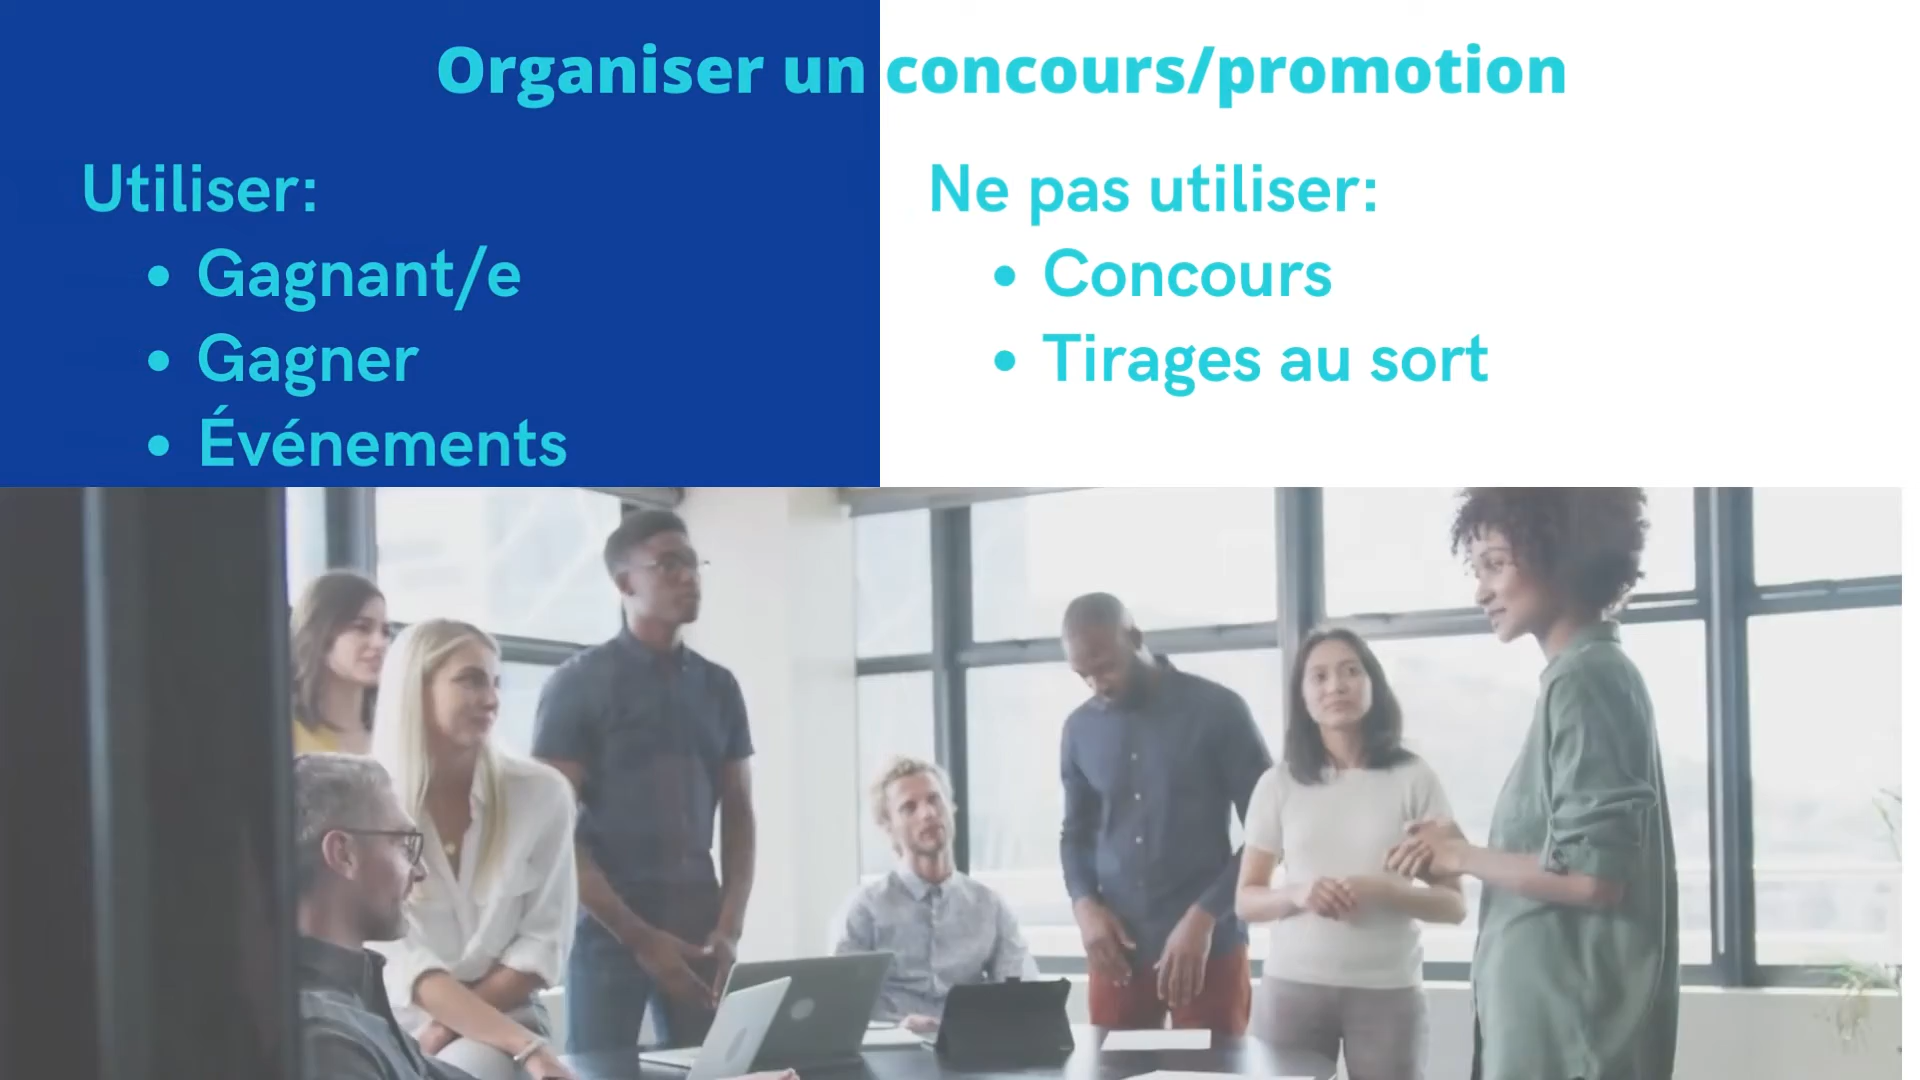 Organiser un concours/promotion
Utiliser:
• Gagnant/e
• Gagner
• Événements
Ne pas utiliser:
• Concours
• Tirages au sort